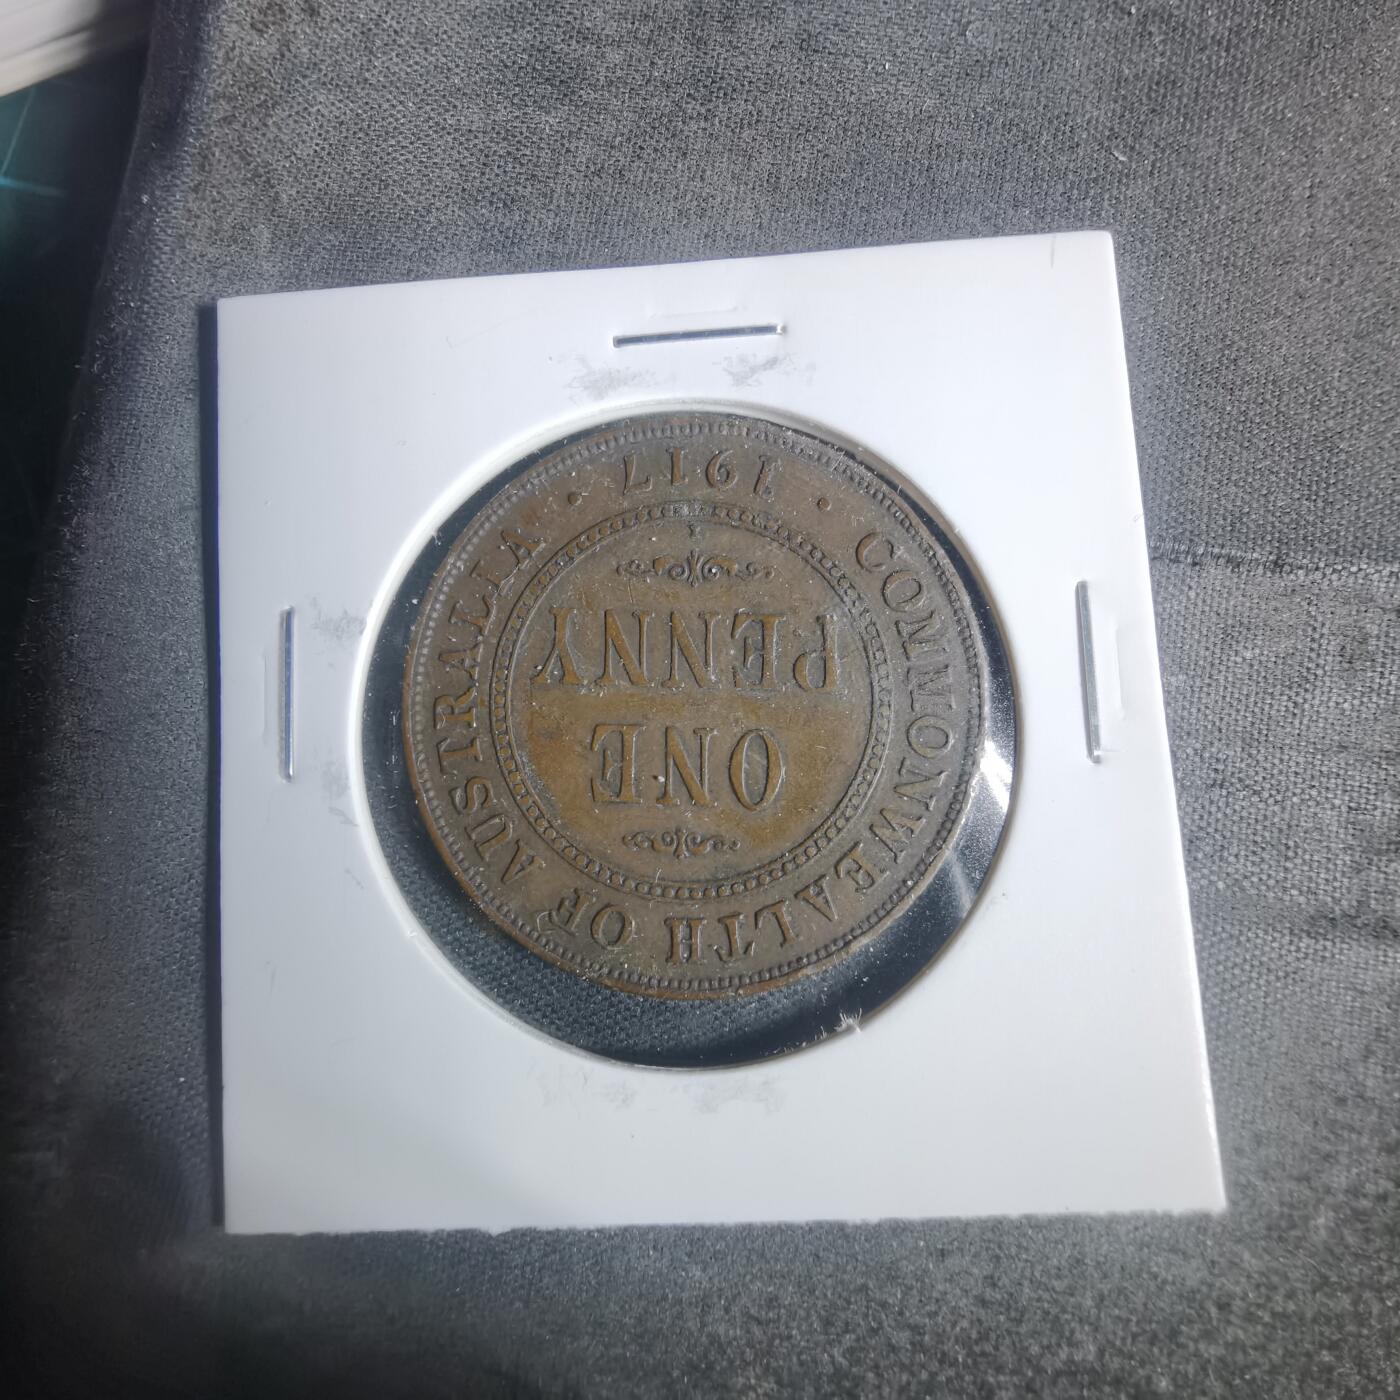 COMMONWEALTH OF AUSTRALIA
ONE
PENNY
I
· 1917 ·